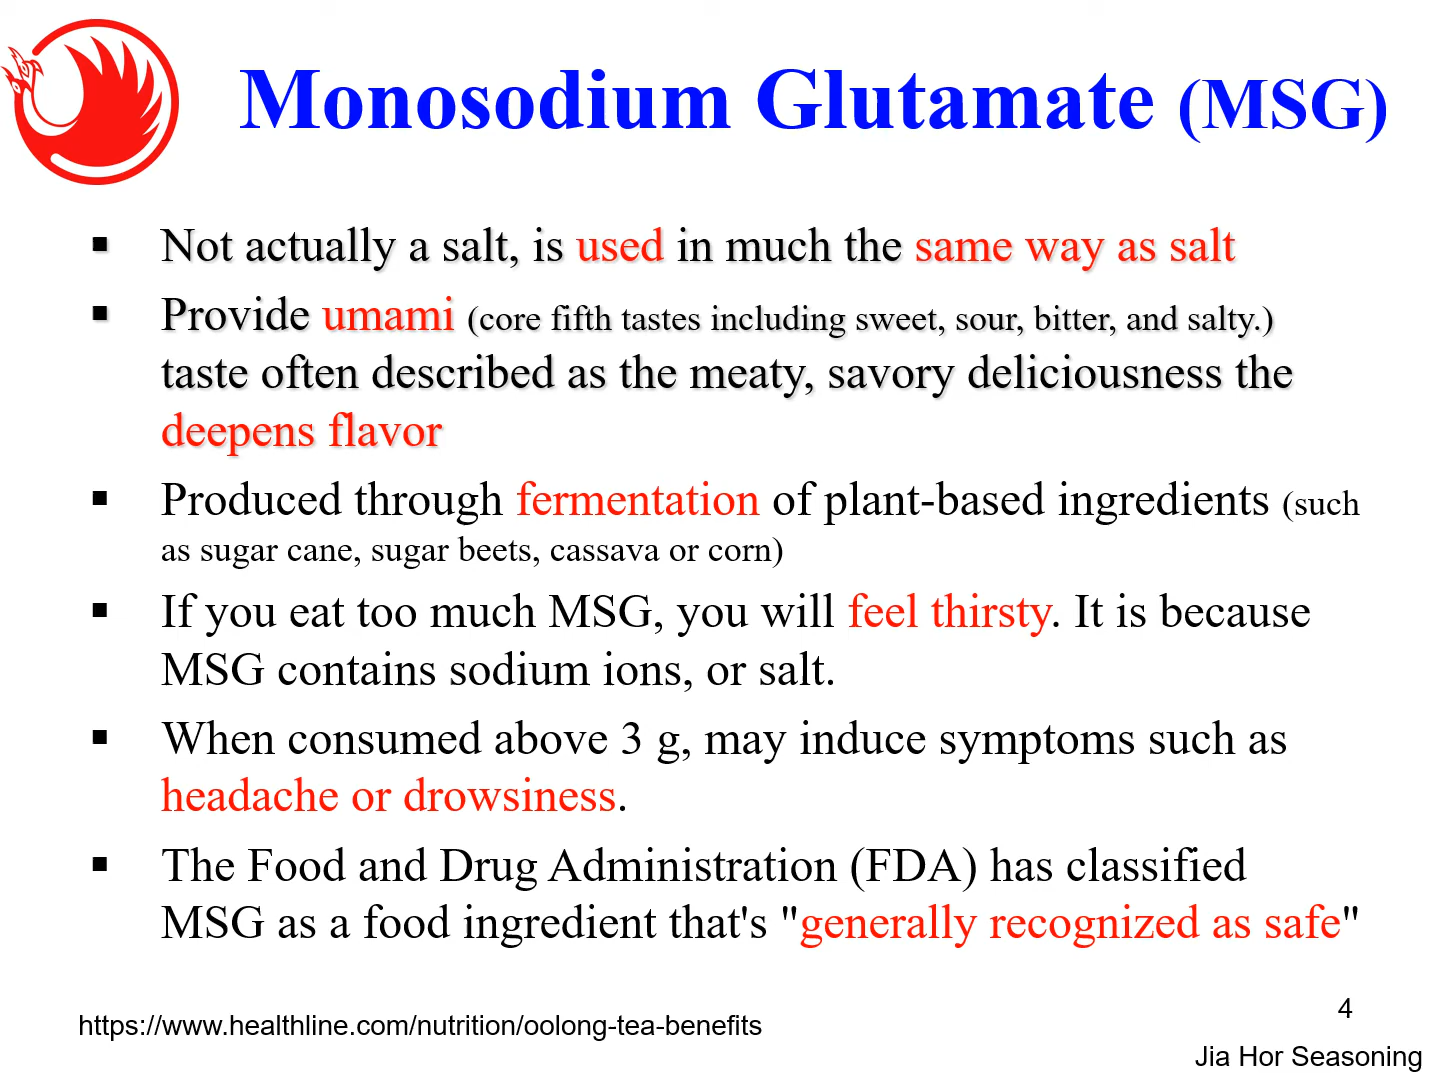 Monosodium Glutamate (MSG)
▪ Not actually a salt, is used in much the same way as salt
▪ Provide umami (core fifth tastes including sweet, sour, bitter, and salty.)
taste often described as the meaty, savory deliciousness the
deepens flavor
▪ Produced through fermentation of plant-based ingredients (such
as sugar cane, sugar beets, cassava or corn)
▪ If you eat too much MSG, you will feel thirsty. It is because
MSG contains sodium ions, or salt.
▪ When consumed above 3 g, may induce symptoms such as
headache or drowsiness.
▪ The Food and Drug Administration (FDA) has classified
MSG as a food ingredient that's "generally recognized as safe"
https://www.healthline.com/nutrition/oolong-tea-benefits
4
Jia Hor Seasoning